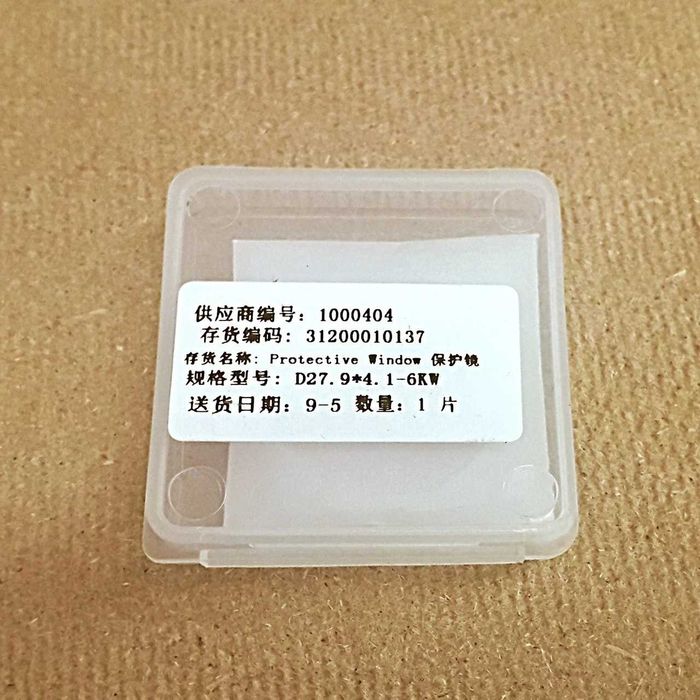 供应商编号: 1000404
存货编码: 31200010137
存货名称: Protective Window 保护镜
规格型号: D27.9*4.1-6KW
送货日期: 9-5 数量: 1 片